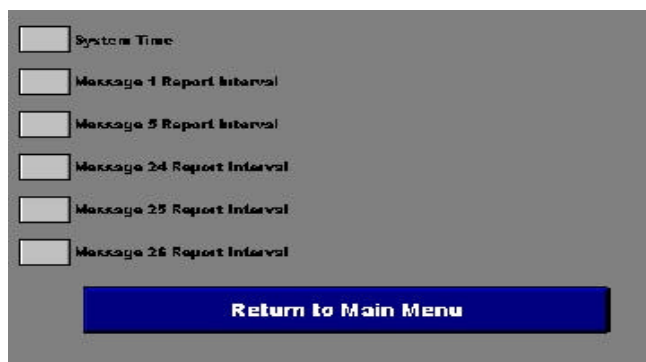 System Time
Message 1 Report Interval
Message 5 Report Interval
Message 24 Report Interval
Message 25 Report Interval
Message 26 Report Interval
Return to Main Menu